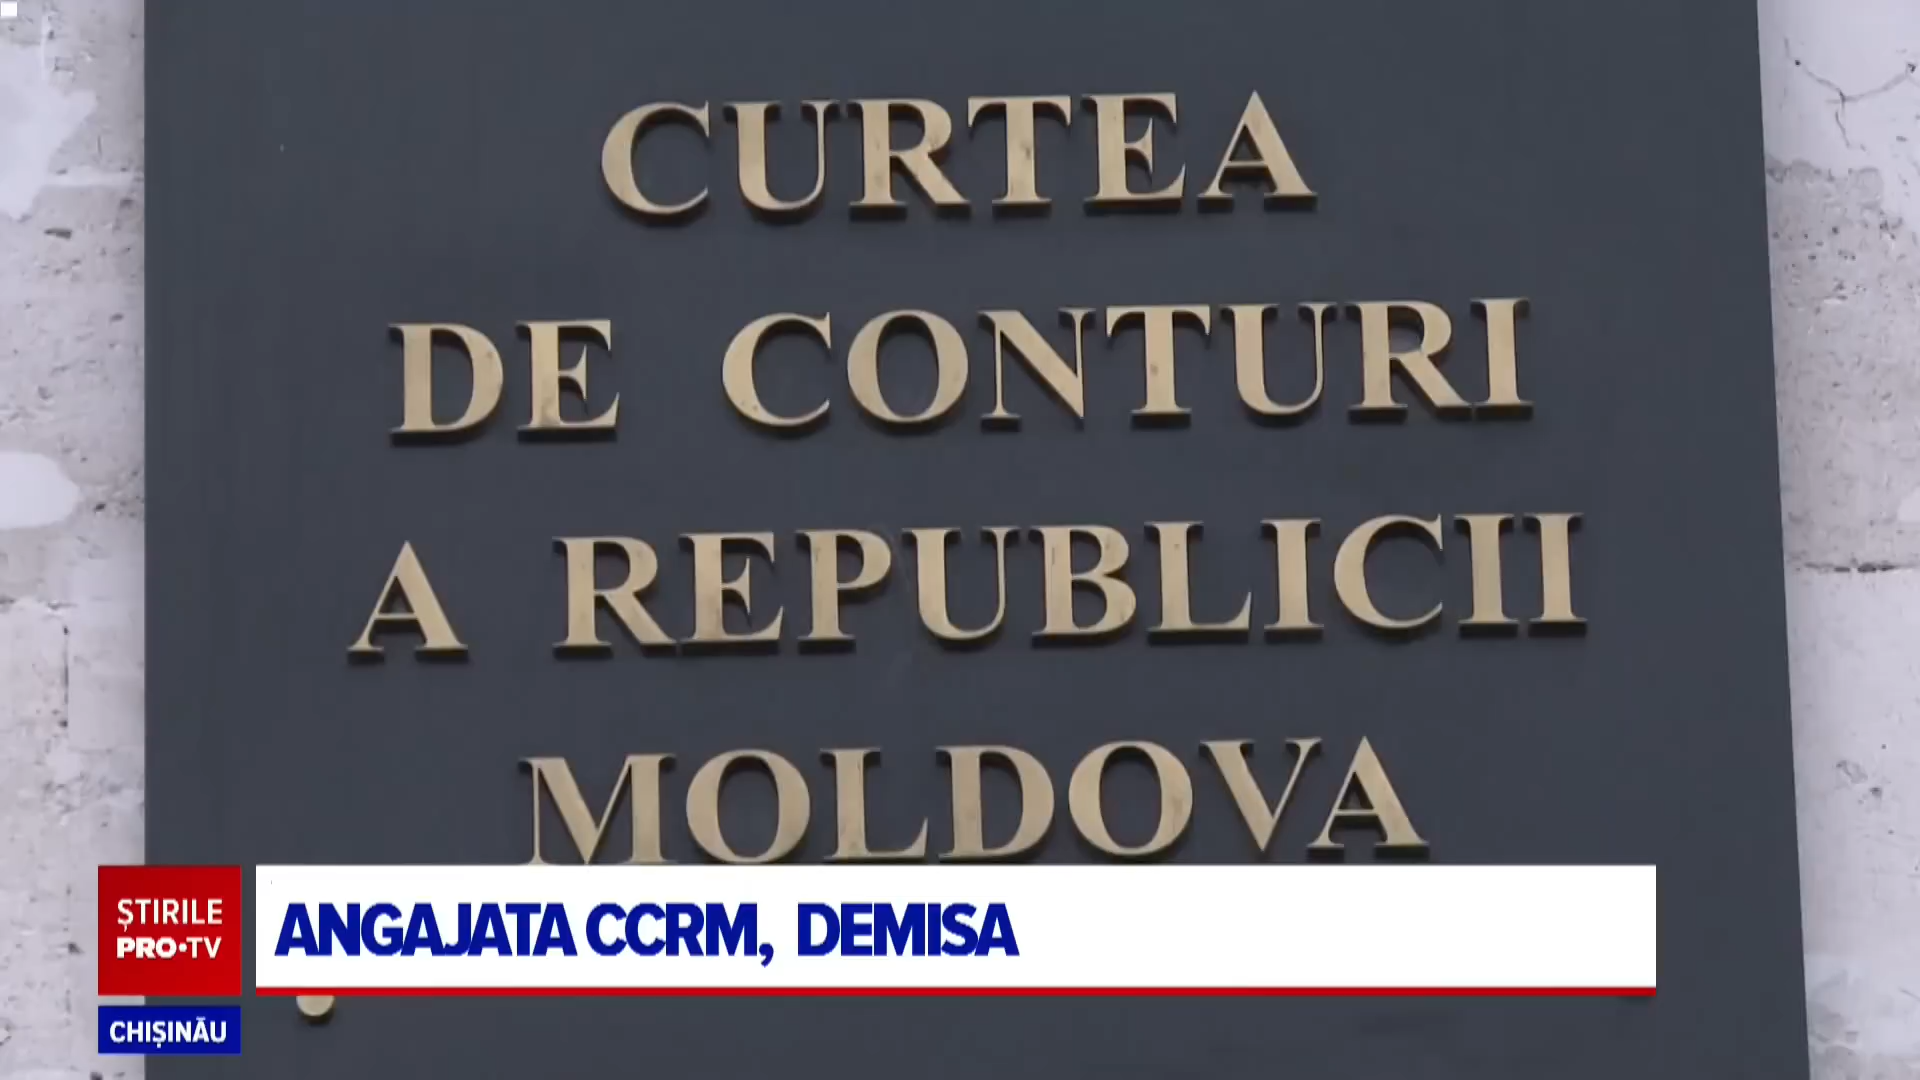 CURTEA
DE CONTURI
A REPUBLICII
MOLDOVA
ȘTIRILE
PRO•TV
ANGAJATA CCRM, DEMISA
CHIȘINĂU